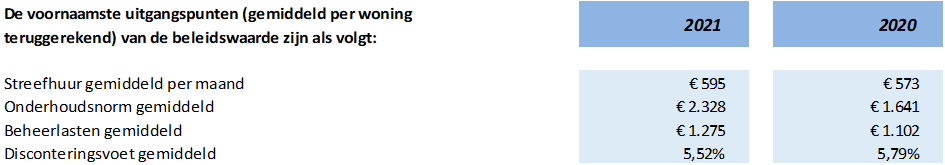 De voornaamste uitgangspunten (gemiddeld per woning
teruggerekend) van de beleidswaarde zijn als volgt: 2021 2020
Streefhuur gemiddeld per maand € 595 € 573
Onderhoudsnorm gemiddeld € 2.328 € 1.641
Beheerlasten gemiddeld € 1.275 € 1.102
Disconteringsvoet gemiddeld 5,52% 5,79%